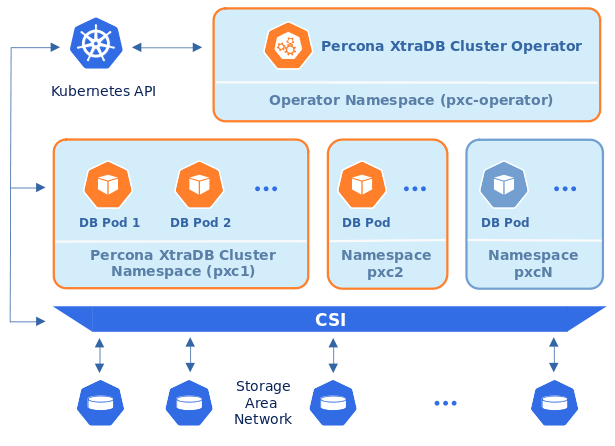 Percona XtraDB Cluster Operator
Kubernetes API
Operator Namespace (pxc-operator)
DB Pod 1
DB Pod 2
DB Pod
DB Pod
Percona XtraDB Cluster
Namespace (pxc1)
Namespace
pxc2
Namespace
pxcN
CSI
Storage
Area
Network